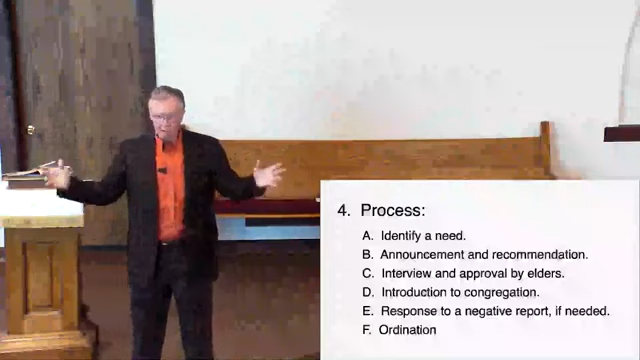 4. Process:
A. Identify a need.
B. Announcement and recommendation.
C. Interview and approval by elders.
D. Introduction to congregation.
E. Response to a negative report, if needed.
F. Ordination